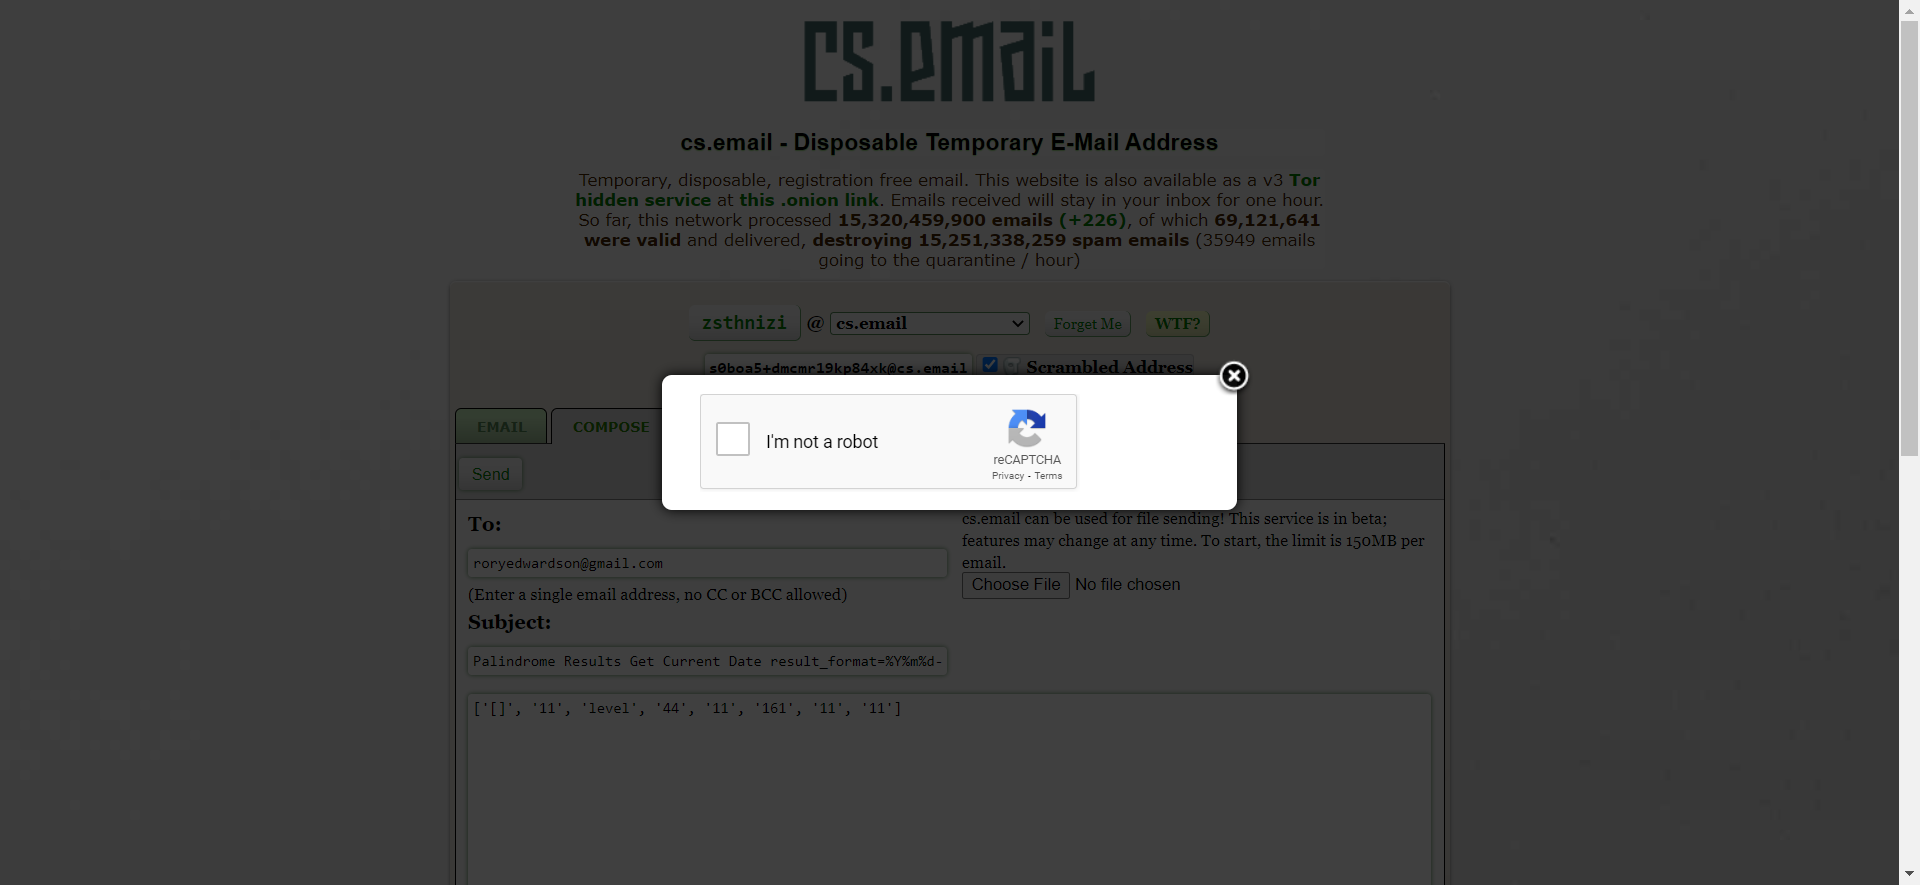 cs.email
cs.email - Disposable Temporary E-Mail Address
Temporary, disposable, registration free email. This website is also available as a v3 Tor
hidden service at this .onion link. Emails received will stay in your inbox for one hour.
So far, this network processed 15,320,459,900 emails (+226), of which 69,121,641
were valid and delivered, destroying 15,251,338,259 spam emails (35949 emails
going to the quarantine / hour)
zsthnizi @ cs.email Forget Me WTF?
s0boa5+dmcmr19kp84xk@cs.email Scrambled Address
EMAIL COMPOSE
I'm not a robot
reCAPTCHA
Privacy - Terms
Send
To:
roryedwardson@gmail.com
(Enter a single email address, no CC or BCC allowed)
Subject:
Palindrome Results Get Current Date result_format=%Y%m%d-
cs.email can be used for file sending! This service is in beta;
features may change at any time. To start, the limit is 150MB per
email.
Choose File No file chosen
['[]', '11', 'level', '44', '11', '161', '11', '11']